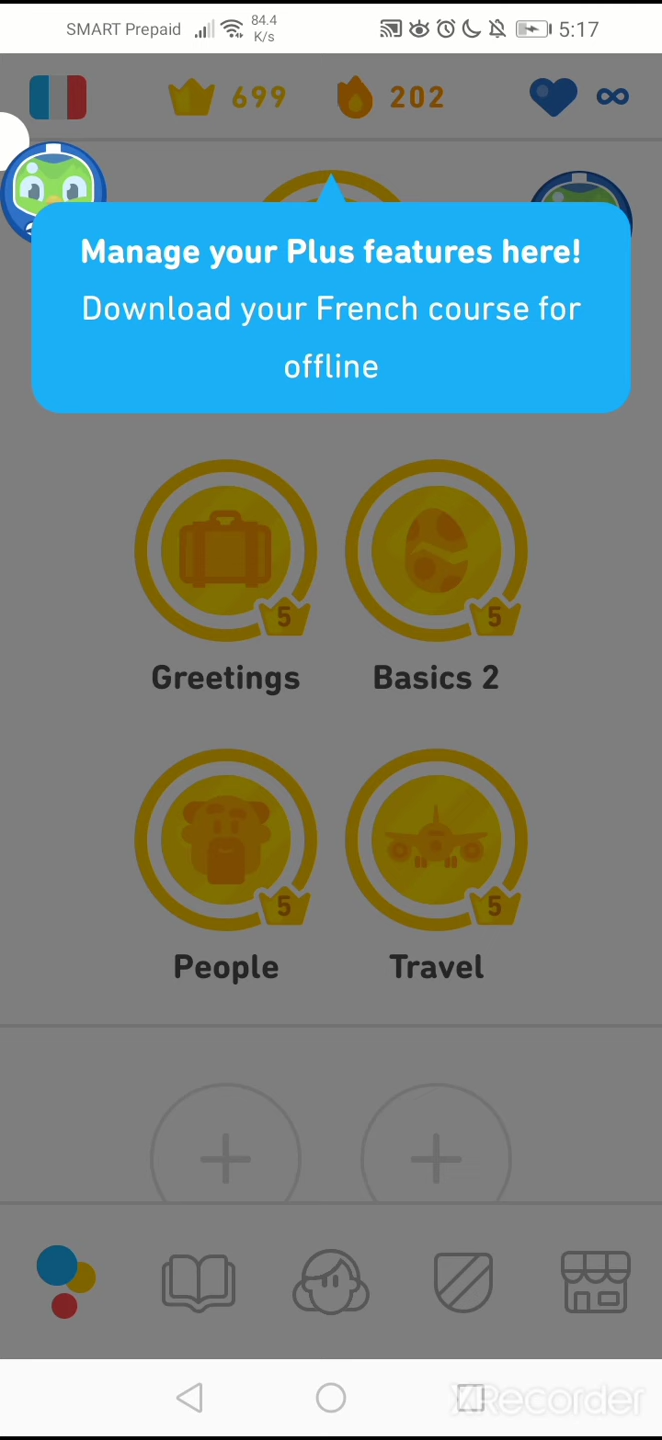 SMART Prepaid 84.4 K/s 5:17
699 202 ∞
Manage your Plus features here!
Download your French course for
offline
5 5
Greetings Basics 2
5 5
People Travel
XRecorder